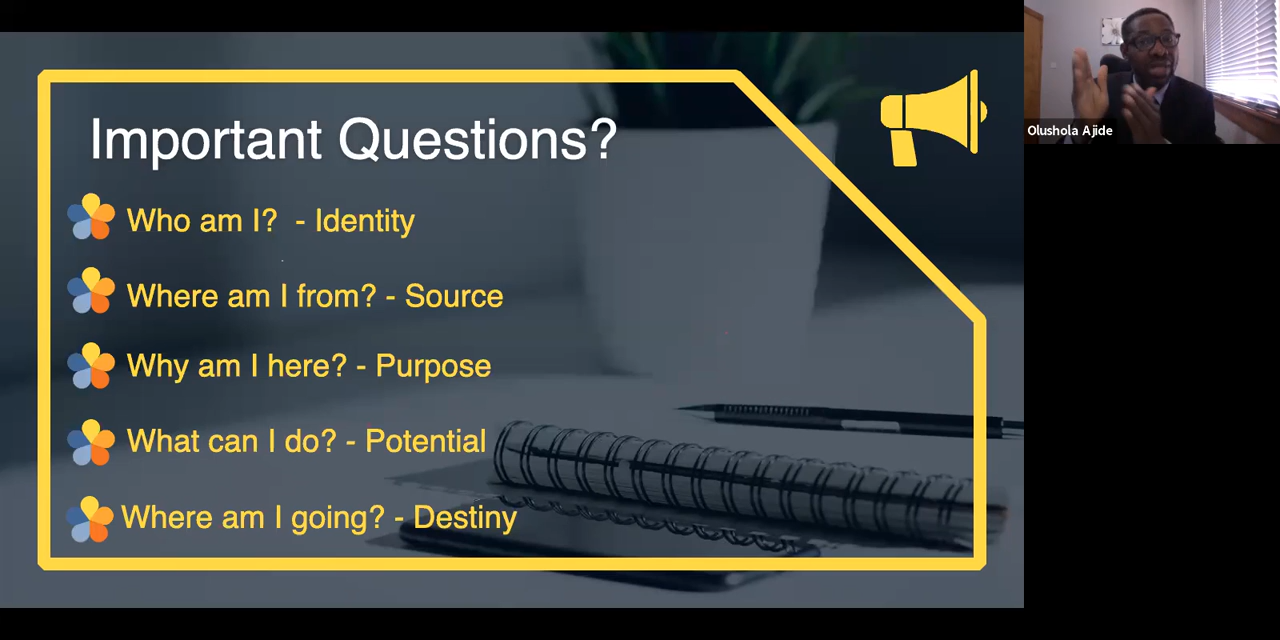 Important Questions?
Who am I?  - Identity
Where am I from? - Source
Why am I here? - Purpose
What can I do? - Potential
Where am I going? - Destiny
Olushola Ajide